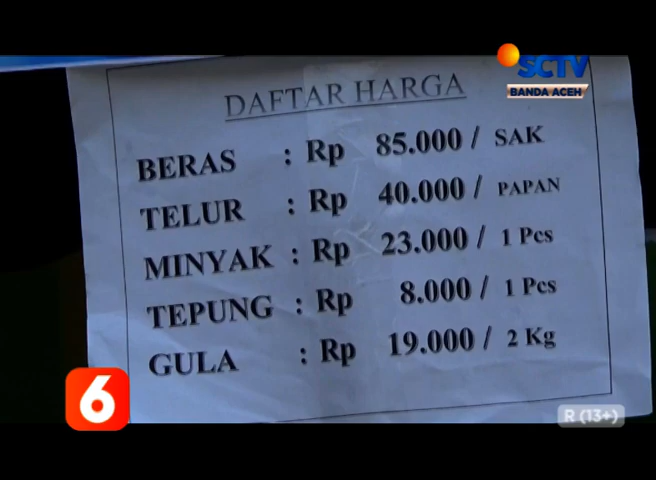 SCTV
BANDA ACEH
DAFTAR HARGA
BERAS : Rp 85.000 / SAK
TELUR : Rp 40.000 / PAPAN
MINYAK : Rp 23.000 / 1 Pcs
TEPUNG : Rp 8.000 / 1 Pcs
GULA : Rp 19.000 / 2 Kg
6
R (13+)